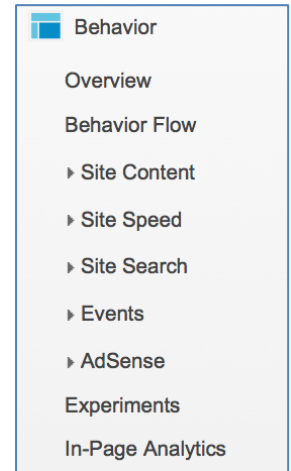 Behavior
Overview
Behavior Flow
Site Content
Site Speed
Site Search
Events
AdSense
Experiments
In-Page Analytics